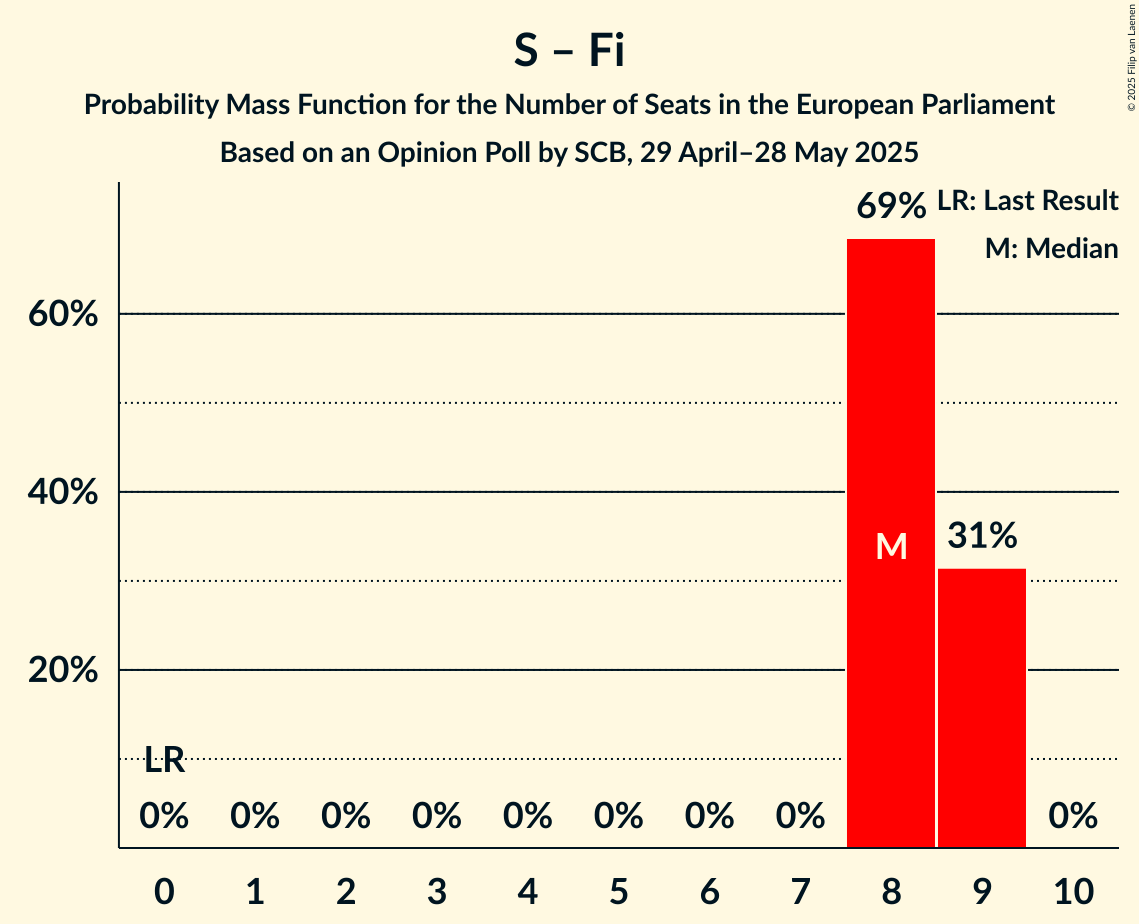 S – Fi
Probability Mass Function for the Number of Seats in the European Parliament
Based on an Opinion Poll by SCB, 29 April–28 May 2025
© 2025 Filip van Laenen
LR: Last Result
M: Median
69%
60%
40%
31%
M
20%
LR
0% 0% 0% 0% 0% 0% 0% 0% 0%
0 1 2 3 4 5 6 7 8 9 10